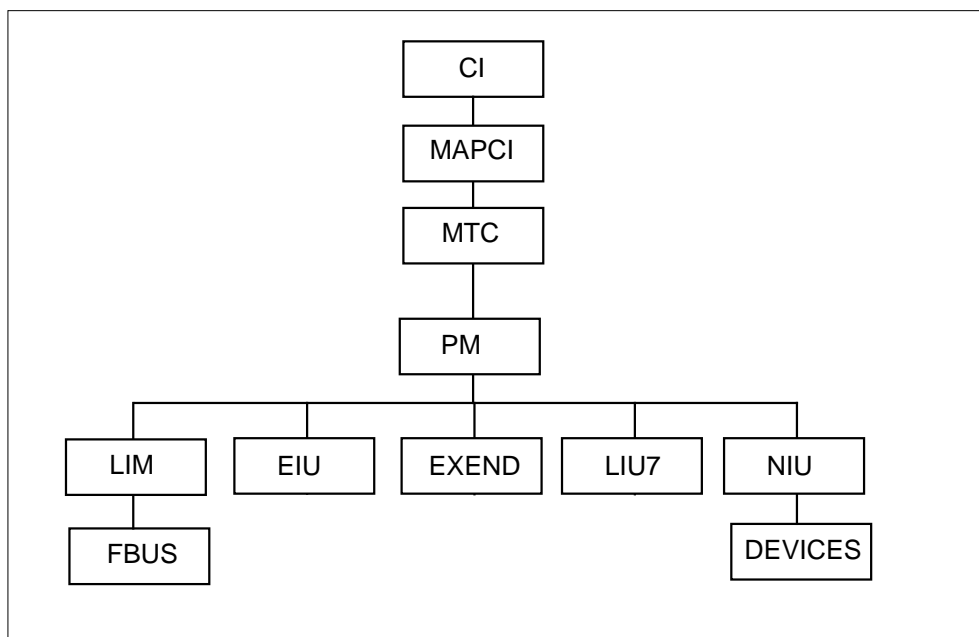 CI
MAPCI
MTC
PM
LIM
EIU
EXEND
LIU7
NIU
FBUS
DEVICES